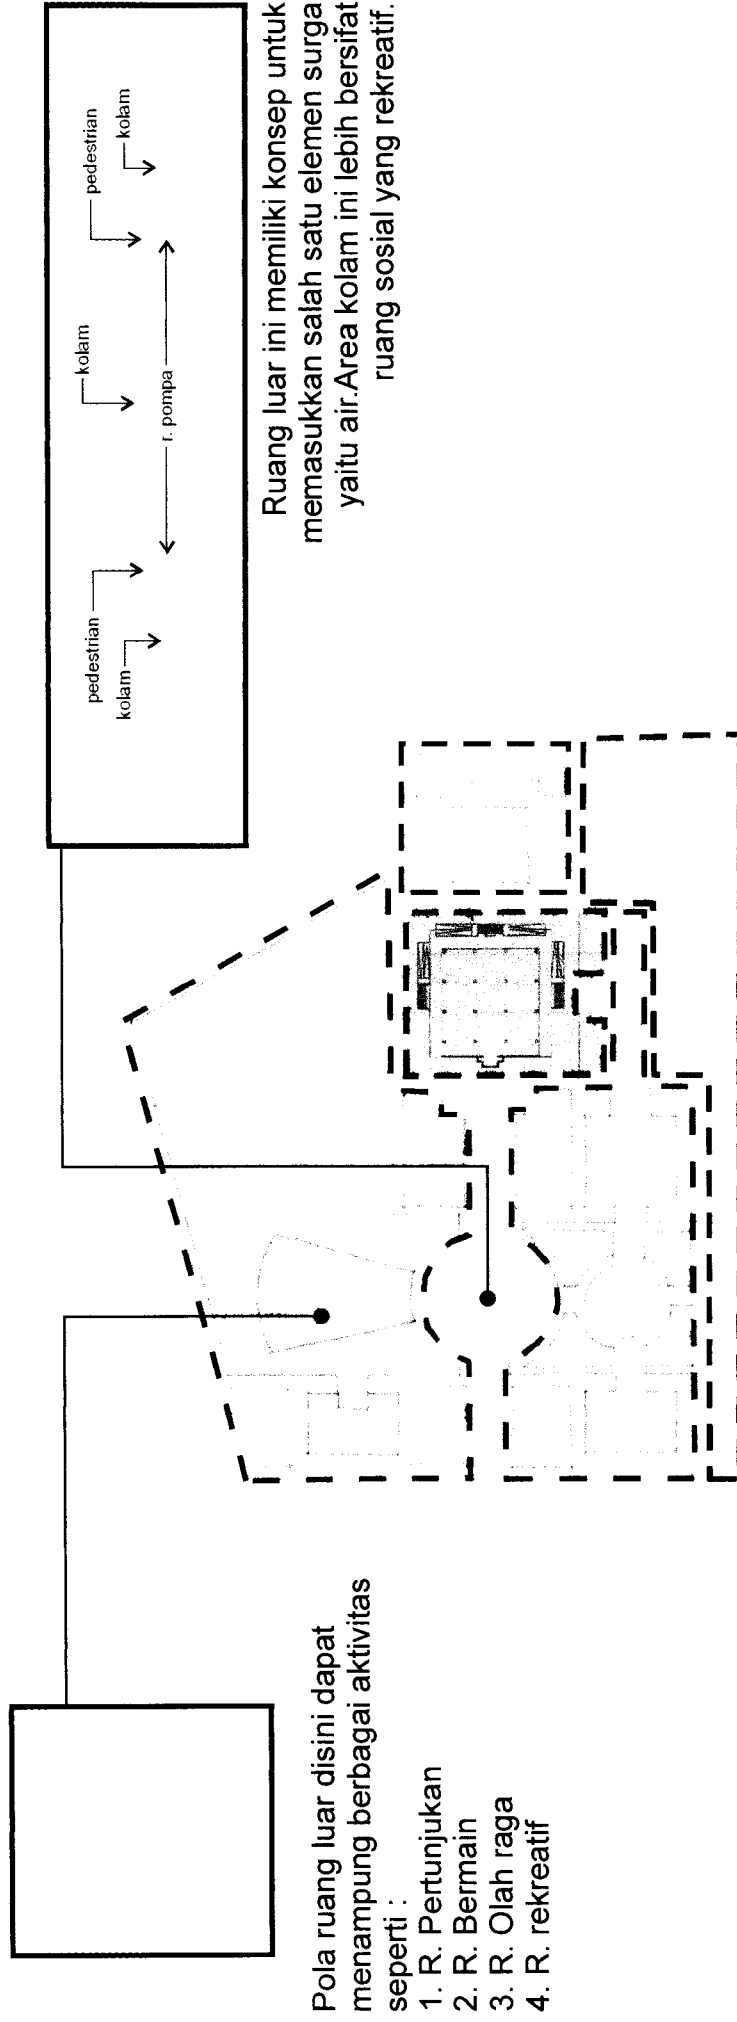 Pola ruang luar disini dapat
menampung berbagai aktivitas
seperti :
1. R. Pertunjukan
2. R. Bermain
3. R. Olah raga
4. R. rekreatif
pedestrian
kolam
kolam
r. pompa
pedestrian
kolam
Ruang luar ini memiliki konsep untuk
memasukkan salah satu elemen surga
yaitu air.Area kolam ini lebih bersifat
ruang sosial yang rekreatif.